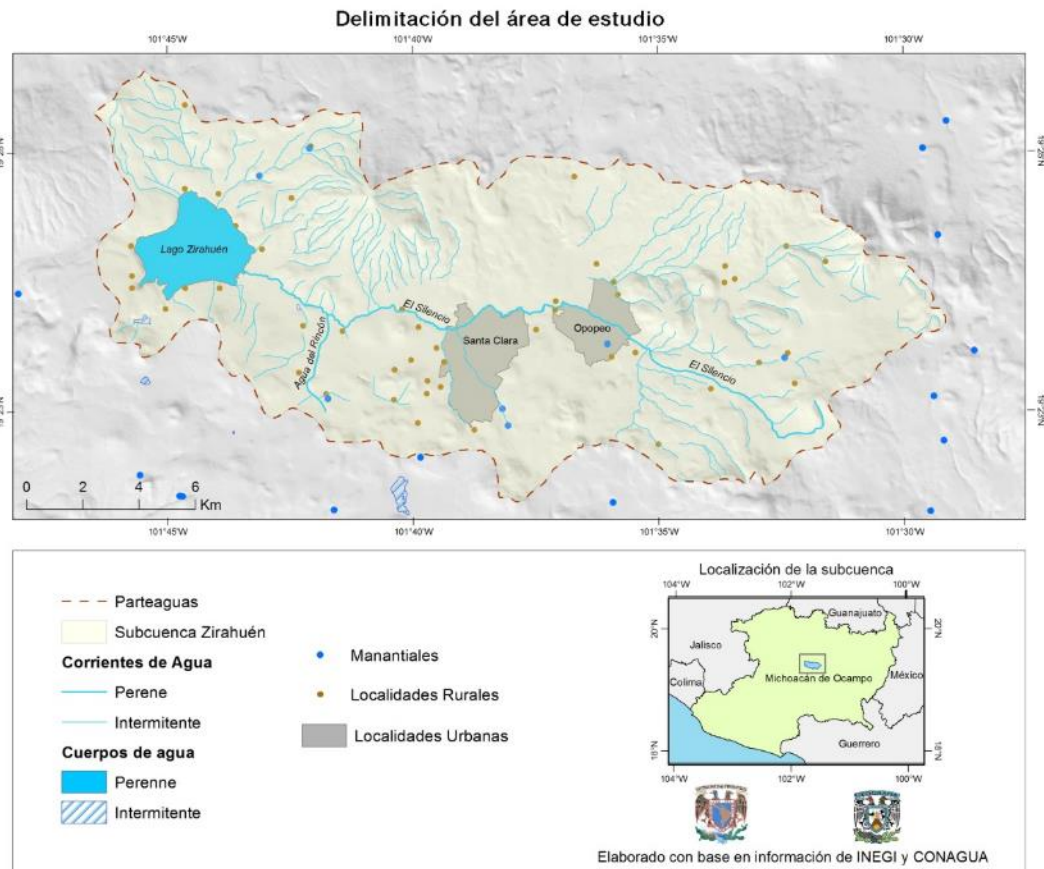 Delimitación del área de estudio
101°45'W 101°40'W 101°35'W 101°30'W
Lago Zirahuén
El Silencio
Agua del Rincón
Santa Clara
Opopeo
El Silencio
0 2 4 6
Km
101°45'W 101°40'W 101°35'W 101°30'W
Parteaguas
Subcuenca Zirahuén
Corrientes de Agua
Perene
Intermitente
Cuerpos de agua
Perenne
Intermitente
Manantiales
Localidades Rurales
Localidades Urbanas
Localización de la subcuenca
104°W 102°W 100°W
20°N 20°N
Guanajuato
Jalisco
México
Colima
Michoacán de Ocampo
Guerrero
18°N 18°N
104°W 102°W 100°W
Elaborado con base en información de INEGI y CONAGUA